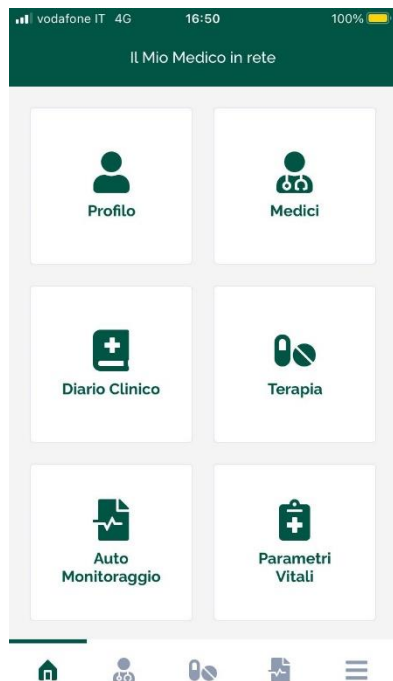 vodafone IT 4G 16:50 100%
Il Mio Medico in rete
Profilo
Medici
Diario Clinico
Terapia
Auto
Monitoraggio
Parametri
Vitali